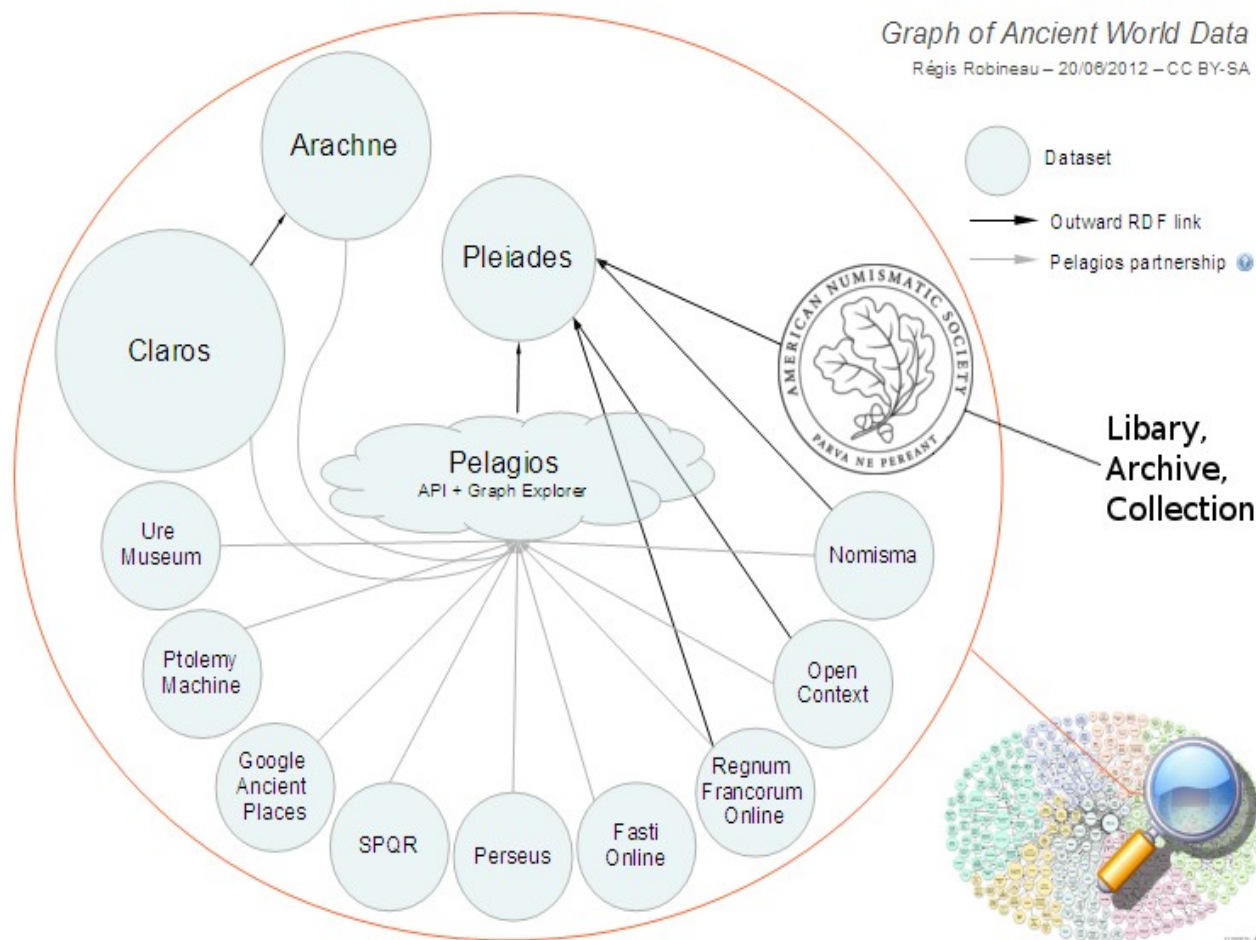 Graph of Ancient World Data
Régis Robineau – 20/06/2012 – CC BY-SA
Dataset
Outward RDF link
Pelagios partnership
Arachne
Pleiades
Claros
AMERICAN NUMISMATIC SOCIETY
PARVA NE PEREANT
Libary,
Archive,
Collection
Pelagios
API + Graph Explorer
Ure
Museum
Nomisma
Ptolemy
Machine
Open
Context
Google
Ancient
Places
Regnum
Francorum
Online
SPQR
Perseus
Fasti
Online